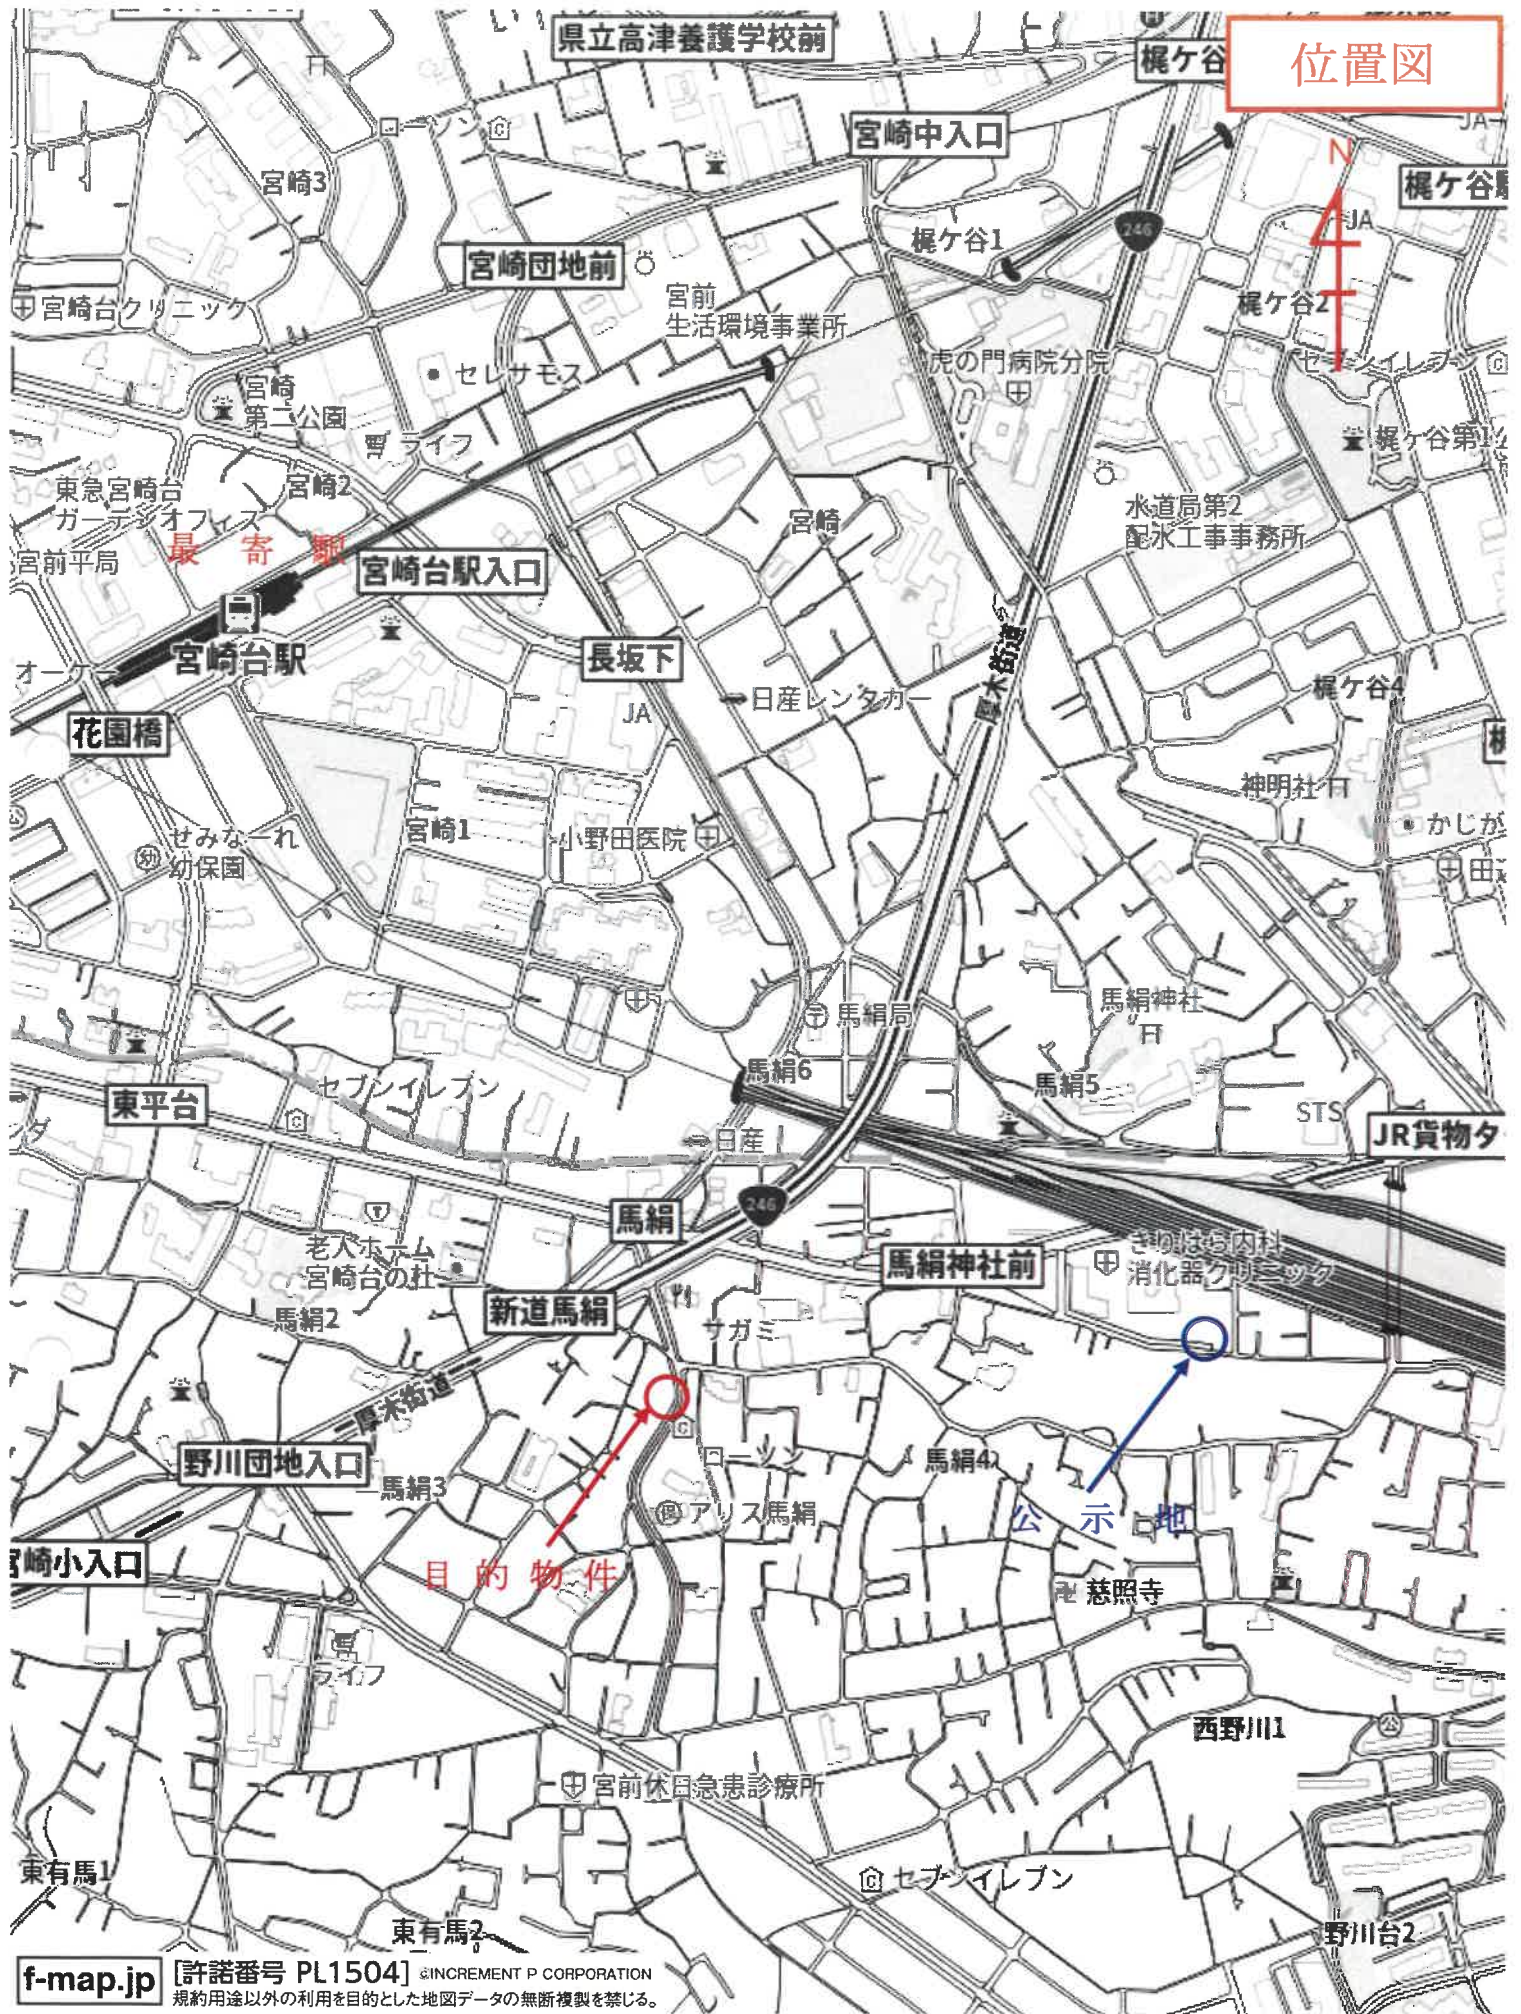 県立高津養護学校前
梶ケ谷
位置図
ローソン
宮崎中入口
JA
N
宮崎3
梶ケ谷
宮崎団地前
梶ケ谷1
246
JA
宮崎台クリニック
宮前
生活環境事業所
梶ケ谷2
セレサモス
虎の門病院分院
セブンイレブン
宮崎
第二公園
ライフ
梶ケ谷第1公
東急宮崎台
ガーデンオフィス
宮崎2
宮崎
水道局第2
配水工事事務所
宮前平局
最寄駅
宮崎台駅入口
宮崎台駅
長坂下
厚木街道
オーケー
日産レンタカー
梶ケ谷4
花園橋
JA
神明社
宮崎1
小野田医院
かじが
せみなーれ
幼保園
幼
田
馬絹局
馬絹神社
馬絹6
馬絹5
セブンイレブン
東平台
STS
JR貨物タ
ンダ
日産
馬絹
246
老人ホーム
宮崎台の杜
馬絹神社前
きりはら内科
消化器クリニック
馬絹2
新道馬絹
サガミ
厚木街道
野川団地入口
ローソン
馬絹4
馬絹3
保
アリス馬絹
公示地
宮崎小入口
目的物件
慈照寺
ライフ
西野川1
公
宮前休日急患診療所
東有馬1
セブンイレブン
東有馬2
野川台2
f-map.jp
[許諾番号 PL1504] ©INCREMENT P CORPORATION
規約用途以外の利用を目的とした地図データの無断複製を禁じる。